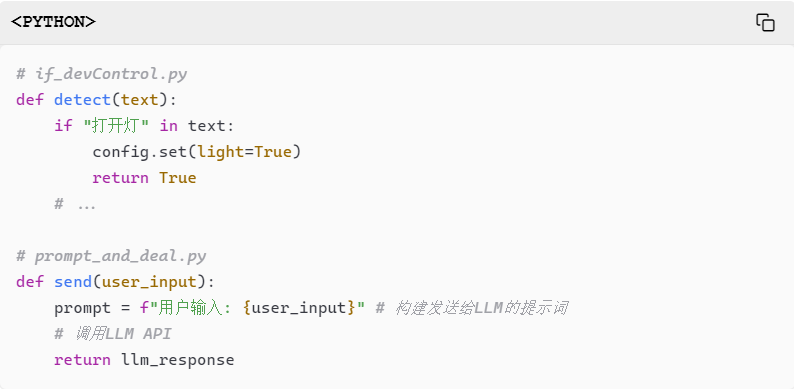 <PYTHON>
# if_devControl.py
def detect(text):
    if "打开灯" in text:
        config.set(light=True)
        return True
    # ...
# prompt_and_deal.py
def send(user_input):
    prompt = f"用户输入: {user_input}" # 构建发送给LLM的提示词
    # 调用LLM API
    return llm_response